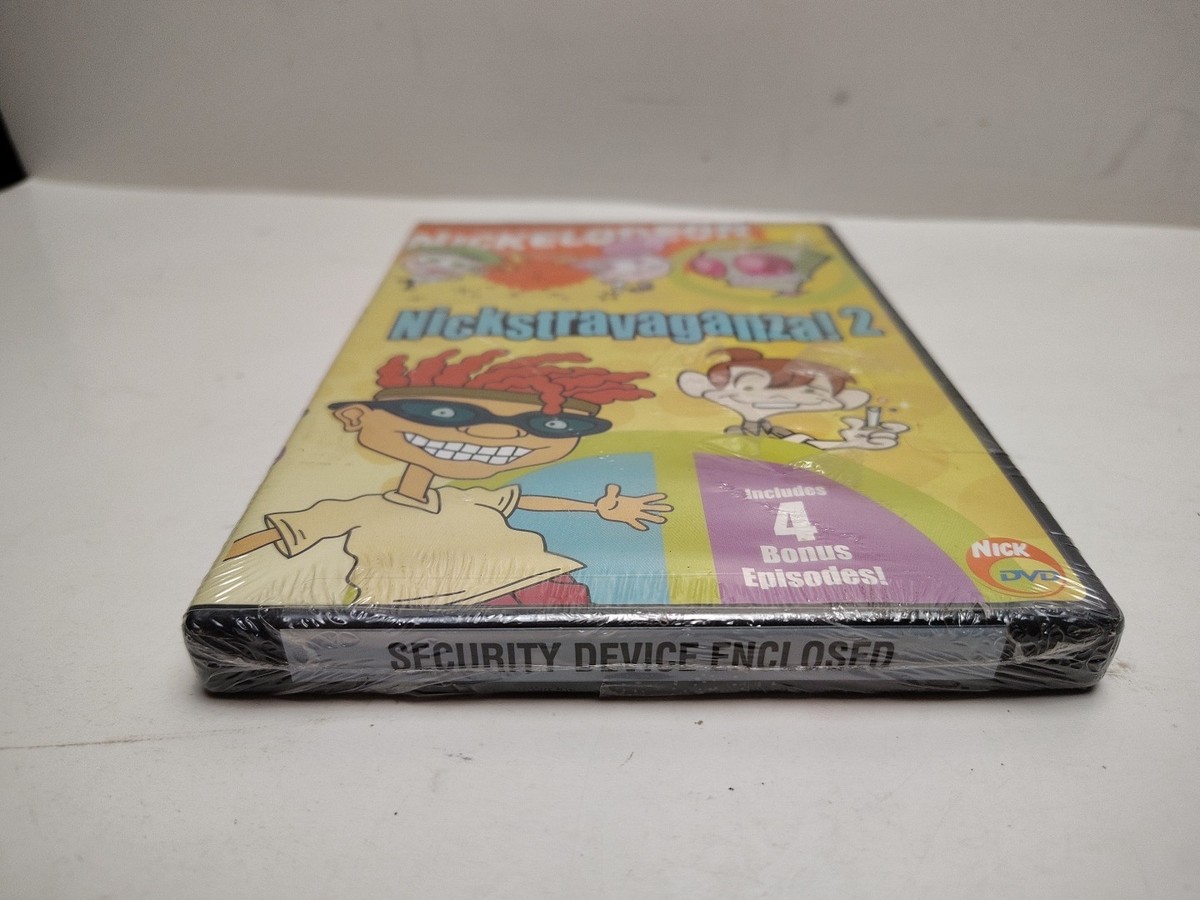 NICKELODEON
Nickstravaganza! 2
Includes
4
Bonus
Episodes!
NICK
DVD
SECURITY DEVICE ENCLOSED